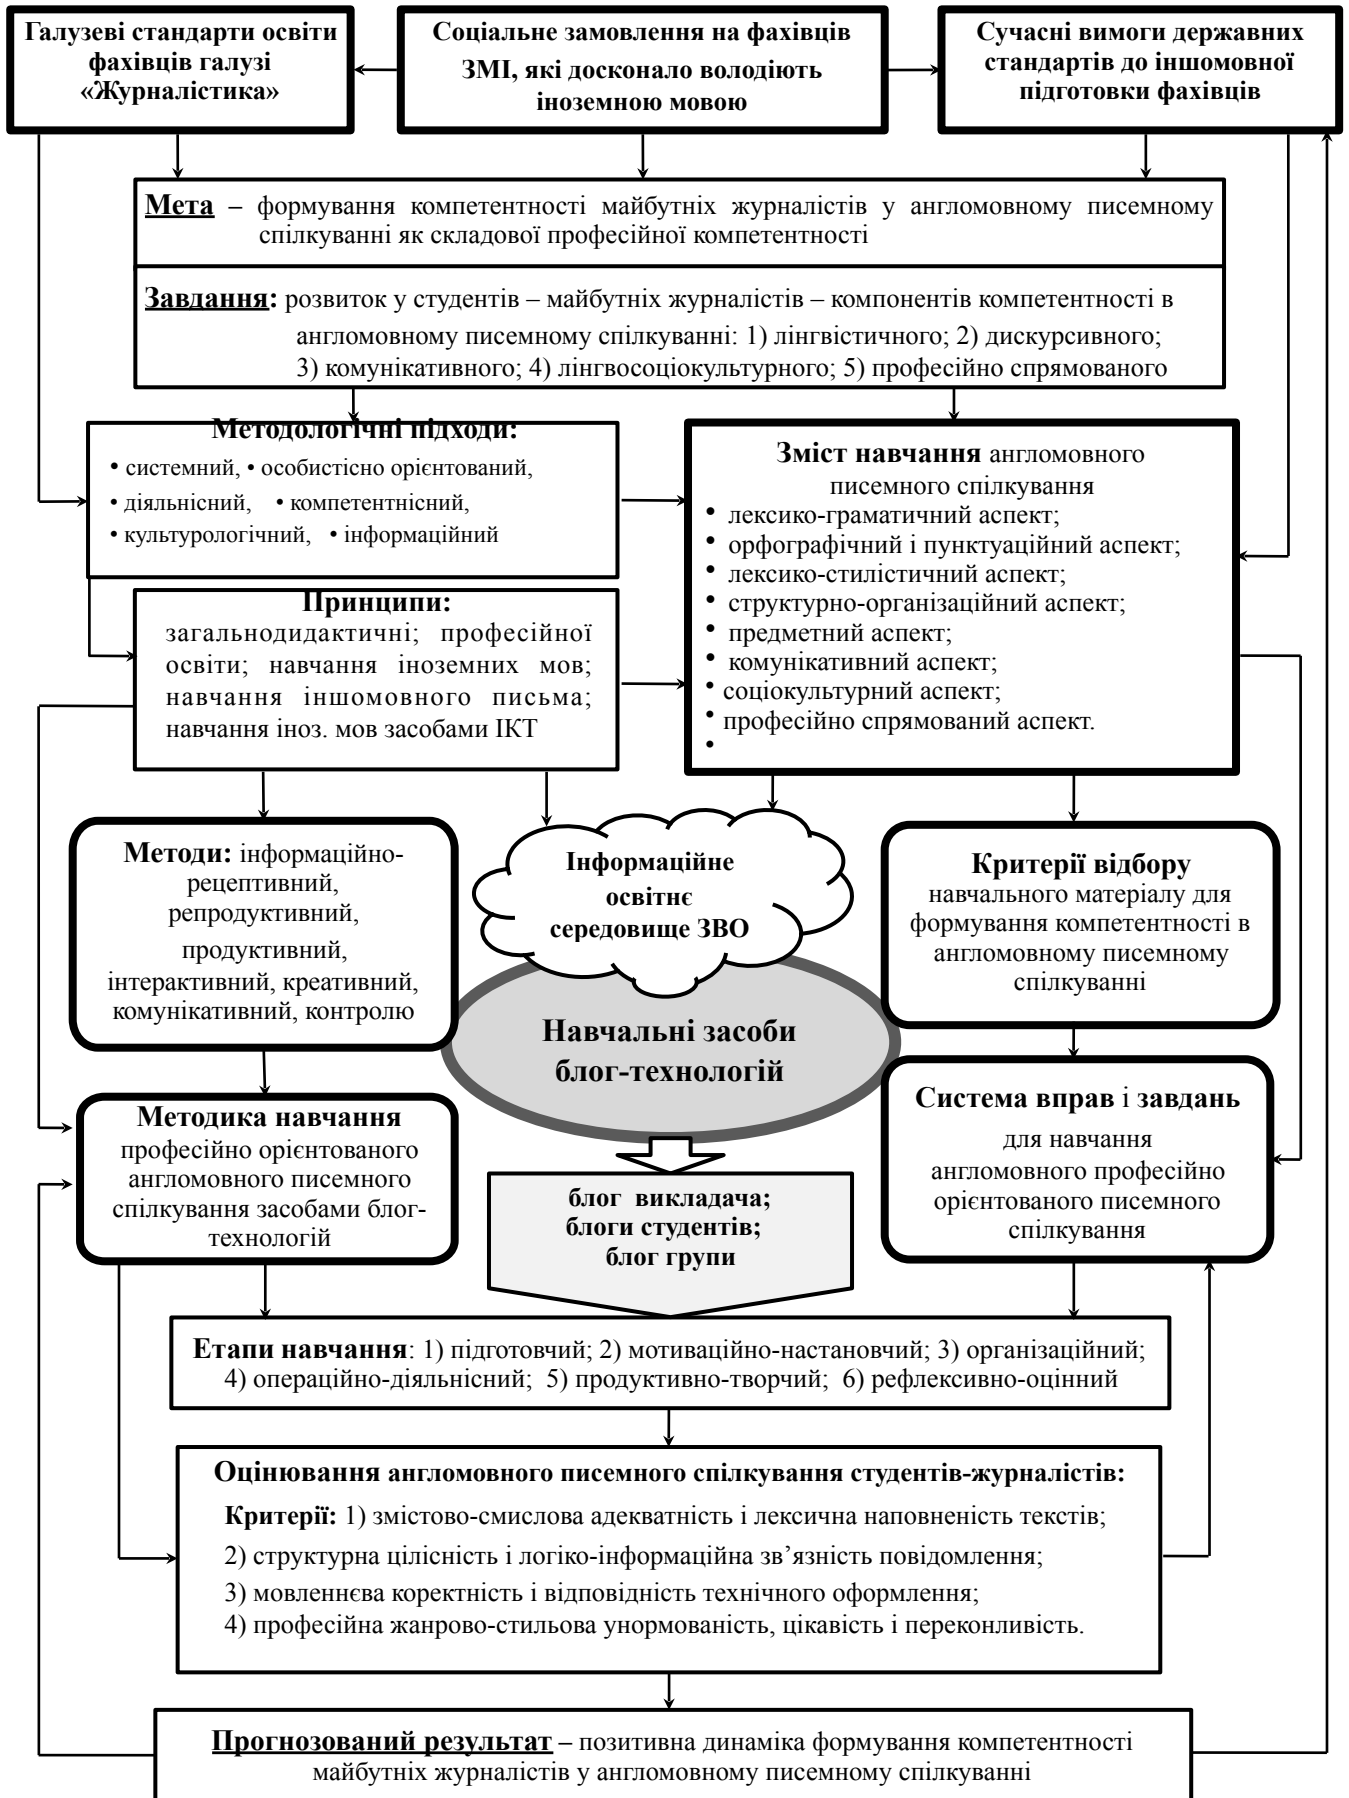 Галузеві стандарти освіти
фахівців галузі
«Журналістика»
Соціальне замовлення на фахівців
ЗМІ, які досконало володіють
іноземною мовою
Сучасні вимоги державних
стандартів до іншомовної
підготовки фахівців
Мета – формування компетентності майбутніх журналістів у англомовному писемному
спілкуванні як складової професійної компетентності
Завдання: розвиток у студентів – майбутніх журналістів – компонентів компетентності в
англомовному писемному спілкуванні: 1) лінгвістичного; 2) дискурсивного;
3) комунікативного; 4) лінгвосоціокультурного; 5) професійно спрямованого
Методологічні підходи:
• системний, • особистісно орієнтований,
• діяльнісний, • компетентнісний,
• культурологічний, • інформаційний
Принципи:
загальнодидактичні; професійної
освіти; навчання іноземних мов;
навчання іншомовного письма;
навчання іноз. мов засобами ІКТ
Зміст навчання англомовного
писемного спілкування
• лексико-граматичний аспект;
• орфографічний і пунктуаційний аспект;
• лексико-стилістичний аспект;
• структурно-організаційний аспект;
• предметний аспект;
• комунікативний аспект;
• соціокультурний аспект;
• професійно спрямований аспект.
•
Методи: інформаційно-
рецептивний,
репродуктивний,
продуктивний,
інтерактивний, креативний,
комунікативний, контролю
Інформаційне
освітнє
середовище ЗВО
Навчальні засоби
блог-технологій
Критерії відбору
навчального матеріалу для
формування компетентності в
англомовному писемному
спілкуванні
Методика навчання
професійно орієнтованого
англомовного писемного
спілкування засобами блог-
технологій
блог викладача;
блоги студентів;
блог групи
Система вправ і завдань
для навчання
англомовного професійно
орієнтованого писемного
спілкування
Етапи навчання: 1) підготовчий; 2) мотиваційно-настановчий; 3) організаційний;
4) операційно-діяльнісний; 5) продуктивно-творчий; 6) рефлексивно-оцінний
Оцінювання англомовного писемного спілкування студентів-журналістів:
Критерії: 1) змістово-смислова адекватність і лексична наповненість текстів;
2) структурна цілісність і логіко-інформаційна зв’язність повідомлення;
3) мовленнєва коректність і відповідність технічного оформлення;
4) професійна жанрово-стильова унормованість, цікавість і переконливість.
Прогнозований результат – позитивна динаміка формування компетентності
майбутніх журналістів у англомовному писемному спілкуванні